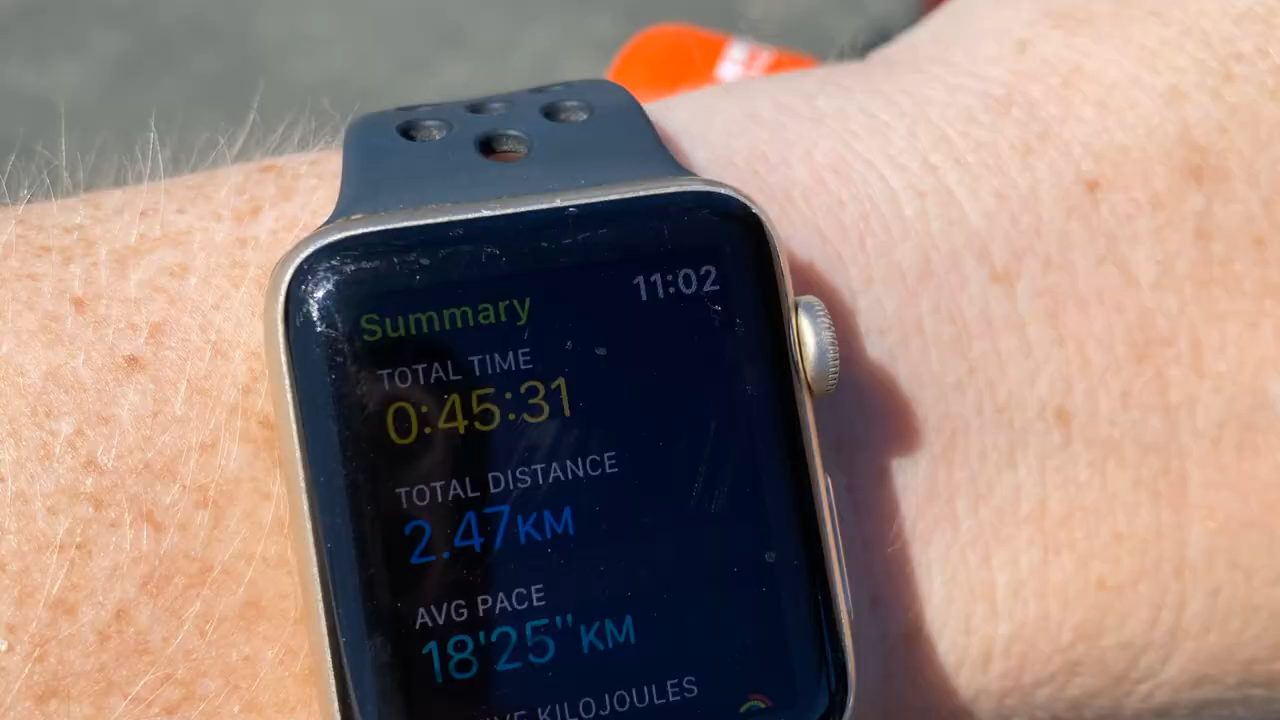 11:02
Summary
TOTAL TIME
0:45:31
TOTAL DISTANCE
2.47KM
AVG PACE
18'25"KM
KILOJOULES